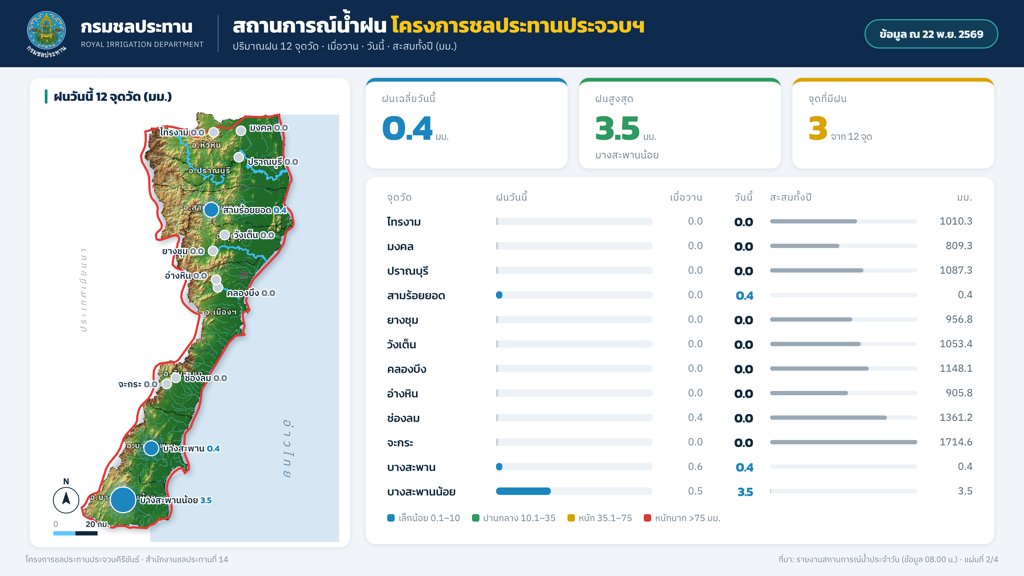 กรมชลประทาน
ROYAL IRRIGATION DEPARTMENT
สถานการณ์น้ำฝน โครงการชลประทานประจวบฯ
ปริมาณฝน 12 จุดวัด · เมื่อวาน · วันนี้ · สะสมทั้งปี (มม.)
ข้อมูล ณ 22 พ.ย. 2569
ฝนวันนี้ 12 จุดวัด (มม.)
ไทรงาม 0.0
มงคล 0.0
อ.หัวหิน
ปราณบุรี 0.0
อ.ปราณบุรี
สามร้อยยอด 0.4
วังเต็น 0.0
ยางชุม 0.0
อ่างหิน 0.0
คลองบึง 0.0
อ.เมืองฯ
ประเทศเมียนมา
ช่องลม 0.0
จะกระ 0.0
อ่าวไทย
บางสะพาน 0.4
บางสะพานน้อย 3.5
N
0 20 กม.
ฝนเฉลี่ยวันนี้
0.4 มม.
ฝนสูงสุด
3.5 มม.
บางสะพานน้อย
จุดที่มีฝน
3 จาก 12 จุด
จุดวัด ฝนวันนี้ เมื่อวาน วันนี้ สะสมทั้งปี มม.
ไทรงาม 0.0 0.0 1010.3
มงคล 0.0 0.0 809.3
ปราณบุรี 0.0 0.0 1087.3
สามร้อยยอด 0.0 0.4 0.4
ยางชุม 0.0 0.0 956.8
วังเต็น 0.0 0.0 1053.4
คลองบึง 0.0 0.0 1148.1
อ่างหิน 0.0 0.0 905.8
ช่องลม 0.4 0.0 1361.2
จะกระ 0.0 0.0 1714.6
บางสะพาน 0.6 0.4 0.4
บางสะพานน้อย 0.5 3.5 3.5
เล็กน้อย 0.1–10 ปานกลาง 10.1–35 หนัก 35.1–75 หนักมาก >75 มม.
โครงการชลประทานประจวบคีรีขันธ์ · สำนักงานชลประทานที่ 14
ที่มา: รายงานสถานการณ์น้ำประจำวัน (ข้อมูล 08.00 น.) · แผ่นที่ 2/4